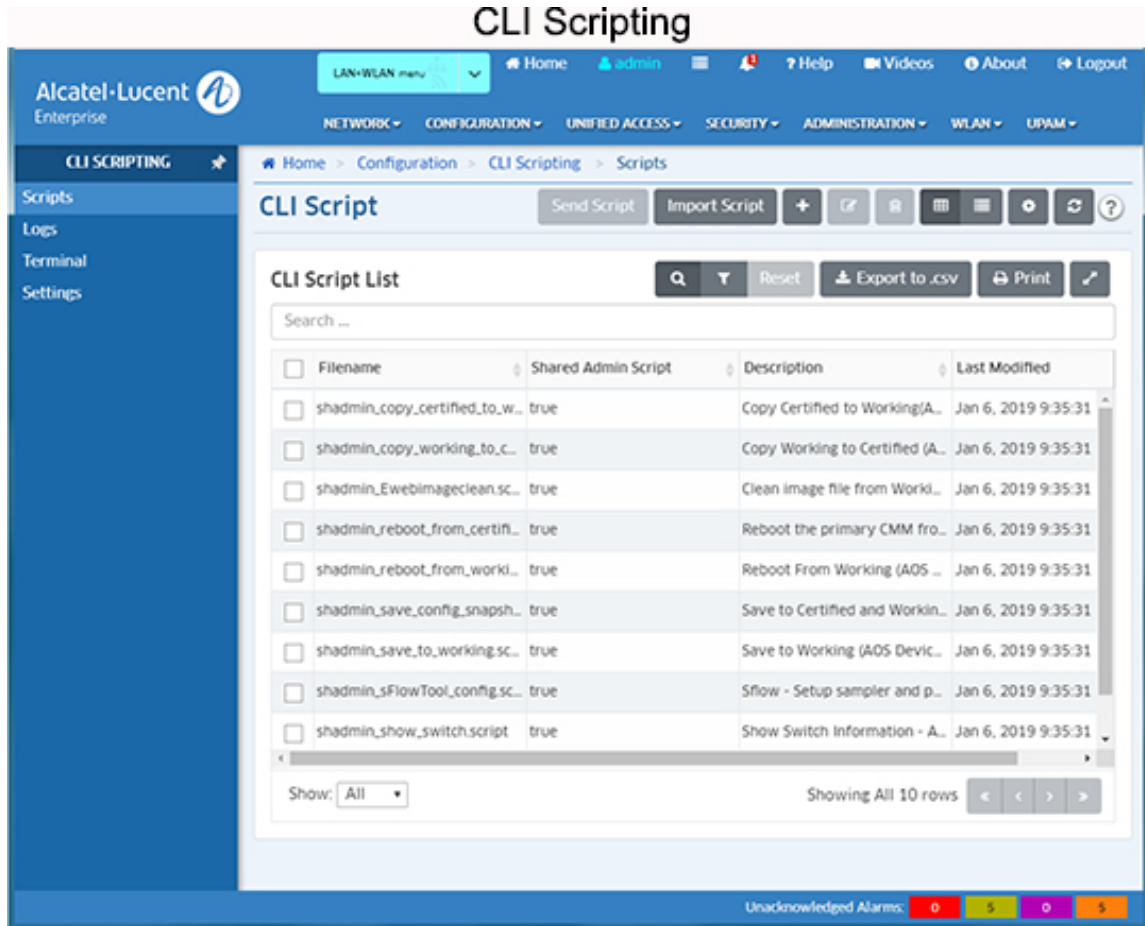 CLI Scripting
LAN+WLAN menu
Home
admin
? Help
Videos
About
Logout
Alcatel·Lucent
Enterprise
NETWORK
CONFIGURATION
UNIFIED ACCESS
SECURITY
ADMINISTRATION
WLAN
UPAM
CLI SCRIPTING
Home > Configuration > CLI Scripting > Scripts
Scripts
Logs
Terminal
Settings
CLI Script
Send Script
Import Script
?
CLI Script List
Reset
Export to .csv
Print
Search ...
Filename Shared Admin Script Description Last Modified
shadmin_copy_certified_to_w... true Copy Certified to Working(A... Jan 6, 2019 9:35:31
shadmin_copy_working_to_c... true Copy Working to Certified (A... Jan 6, 2019 9:35:31
shadmin_Ewebimageclean.sc... true Clean image file from Worki... Jan 6, 2019 9:35:31
shadmin_reboot_from_certifi... true Reboot the primary CMM fro... Jan 6, 2019 9:35:31
shadmin_reboot_from_worki... true Reboot From Working (AOS ... Jan 6, 2019 9:35:31
shadmin_save_config_snapsh... true Save to Certified and Workin... Jan 6, 2019 9:35:31
shadmin_save_to_working.sc... true Save to Working (AOS Devic... Jan 6, 2019 9:35:31
shadmin_sFlowTool_config.sc... true Sflow - Setup sampler and p... Jan 6, 2019 9:35:31
shadmin_show_switch.script true Show Switch Information - A... Jan 6, 2019 9:35:31
Show: All
Showing All 10 rows
Unacknowledged Alarms: 0 5 0 5